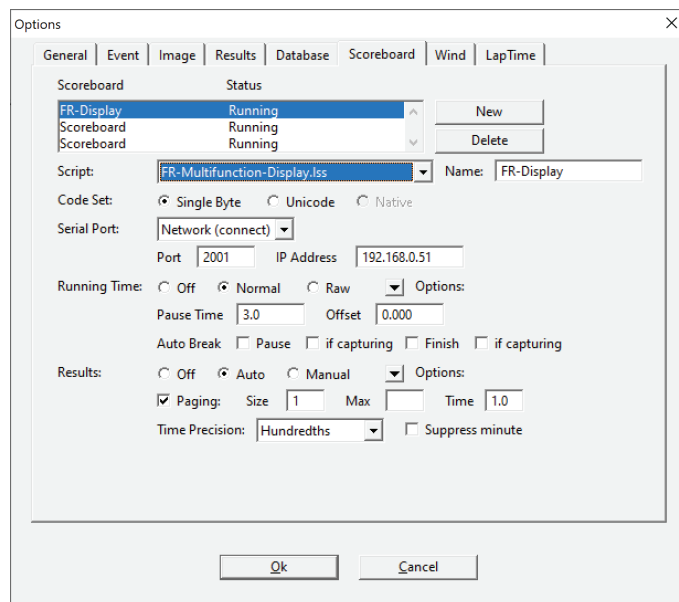 Options
General Event Image Results Database Scoreboard Wind LapTime
Scoreboard Status
FR-Display Running
Scoreboard Running
Scoreboard Running
New
Delete
Script: FR-Multifunction-Display.lss Name: FR-Display
Code Set: Single Byte Unicode Native
Serial Port: Network (connect)
Port 2001 IP Address 192.168.0.51
Running Time: Off Normal Raw Options:
Pause Time 3.0 Offset 0.000
Auto Break Pause if capturing Finish if capturing
Results: Off Auto Manual Options:
Paging: Size 1 Max Time 1.0
Time Precision: Hundredths Suppress minute
Ok Cancel